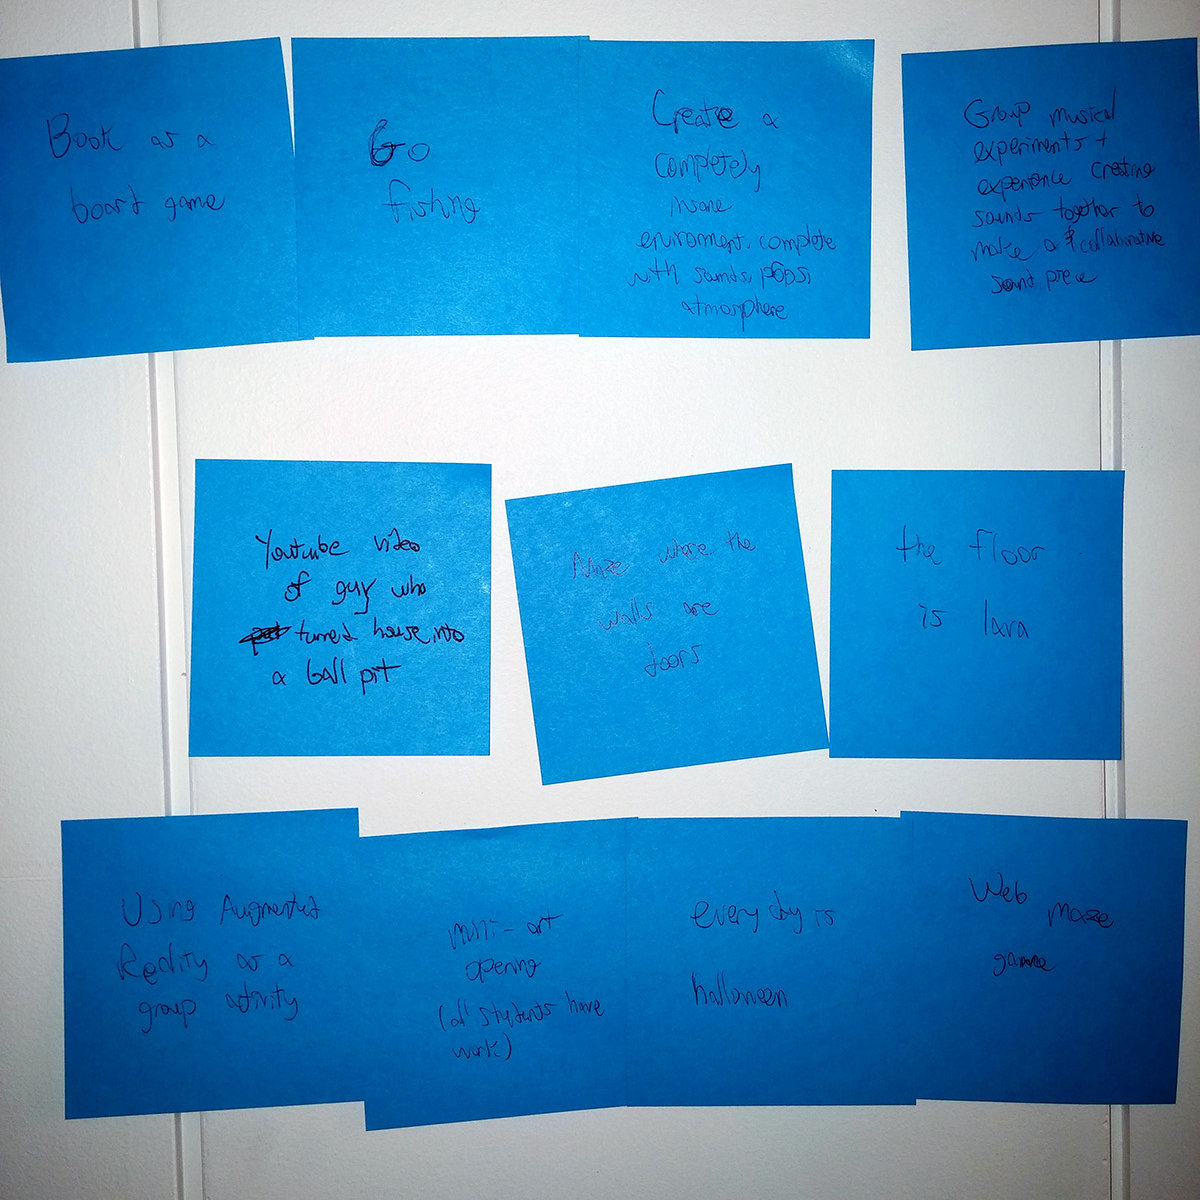 Book as a
board game
Go
fishing
Create a
completely
insane
environment, complete
with sounds, pops,
atmosphere
Group musical
experiments +
experience creating
sounds together to
make a & collaborative
sound piece
Youtube video
of guy who
turned house into
a ball pit
Maze where the
walls are
doors
the floor
is lava
Using Augmented
Reality as a
group activity
mini-art
opening
(all students have
work)
every day is
halloween
Web maze
game